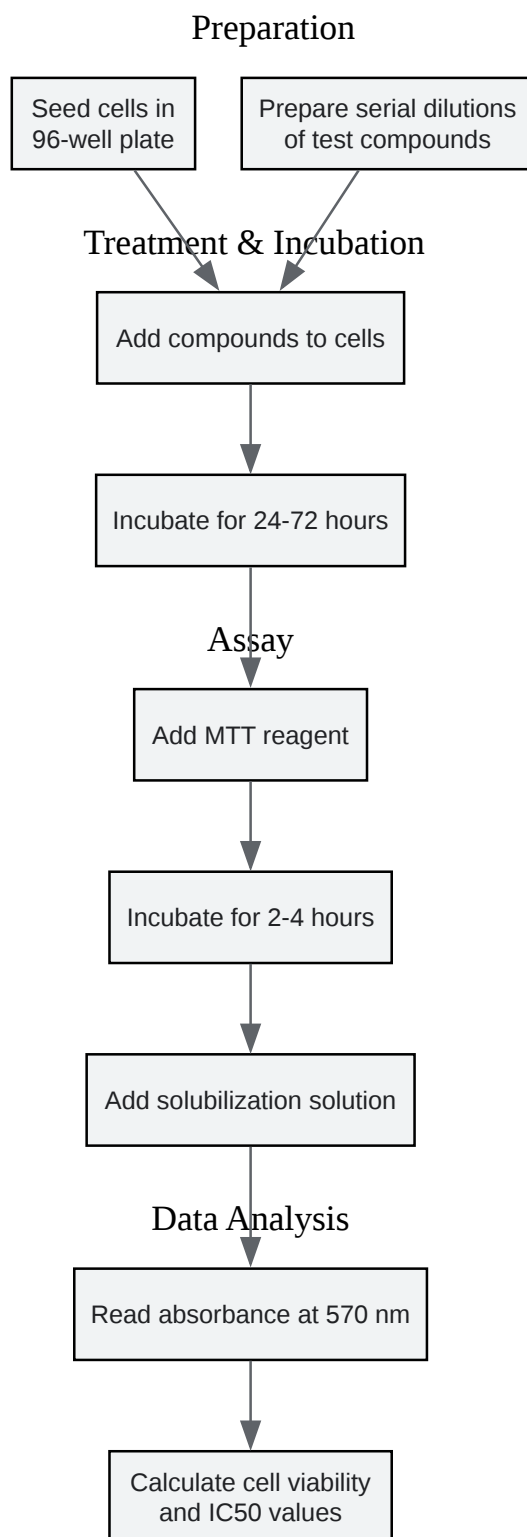 Preparation
Seed cells in
96-well plate
Prepare serial dilutions
of test compounds
Treatment & Incubation
Add compounds to cells
Incubate for 24-72 hours
Assay
Add MTT reagent
Incubate for 2-4 hours
Add solubilization solution
Data Analysis
Read absorbance at 570 nm
Calculate cell viability
and IC50 values